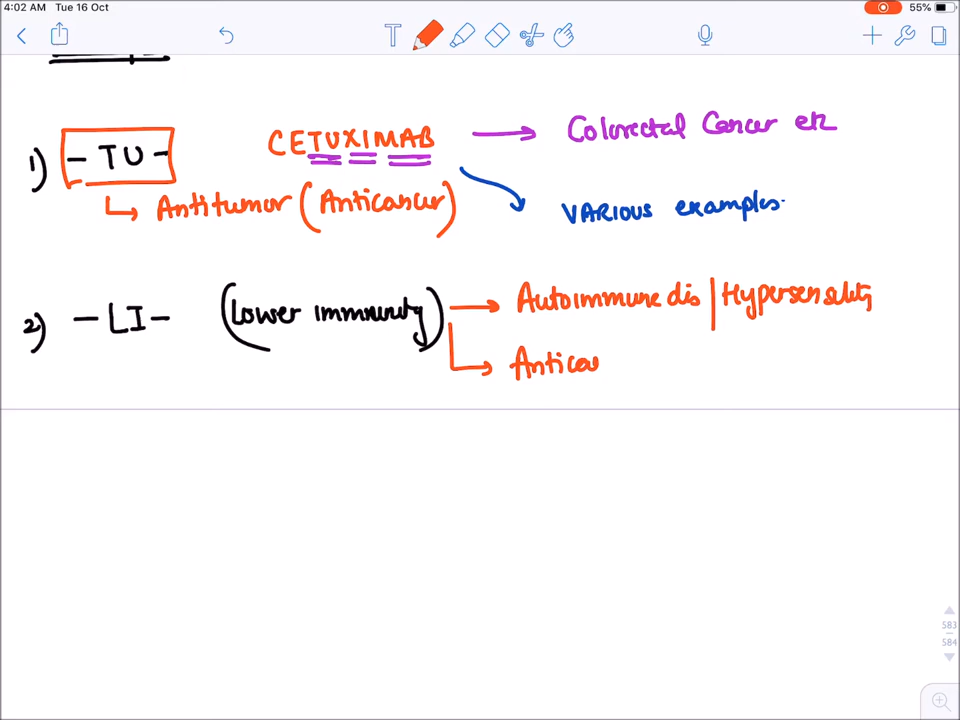 4:02 AM Tue 16 Oct 55%
1) - TU - CETUXIMAB → Colorectal Cancer etc
Antitumor (Anticancer)
VARIOUS examples
2) - LI - (Lower immunity) → Autoimmune dis | Hypersensitivity
→ Antican
583
584